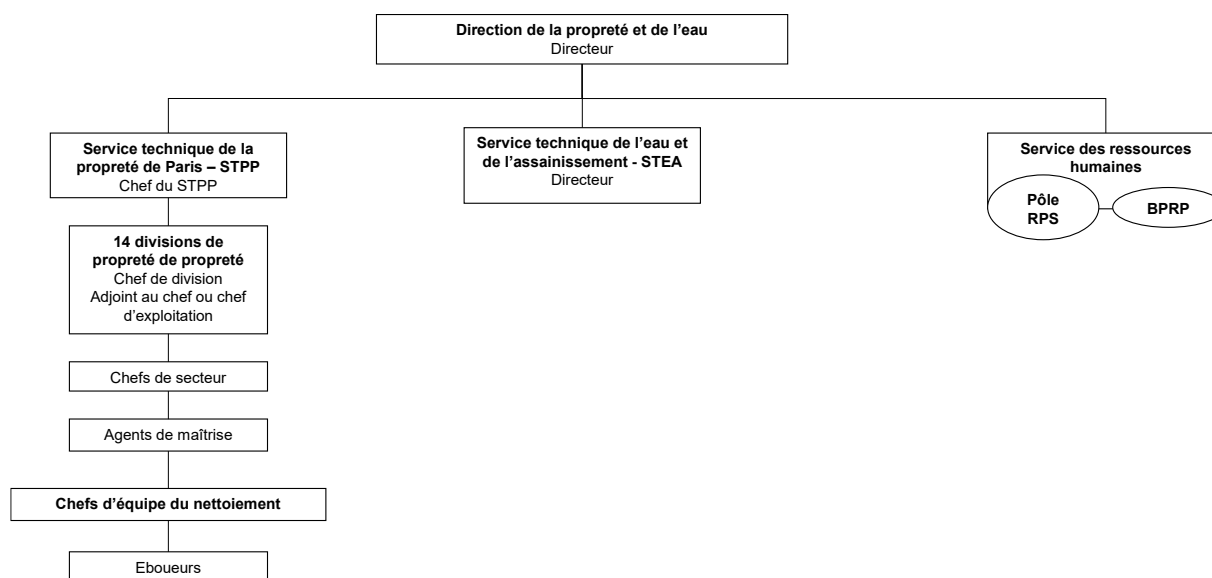 Direction de la propreté et de l’eau
Directeur
Service technique de la
propreté de Paris – STPP
Chef du STPP
Service technique de l’eau et
de l’assainissement - STEA
Directeur
Service des ressources
humaines
Pôle
RPS
BPRP
14 divisions de
propreté de propreté
Chef de division
Adjoint au chef ou chef
d’exploitation
Chefs de secteur
Agents de maîtrise
Chefs d’équipe du nettoiement
Eboueurs